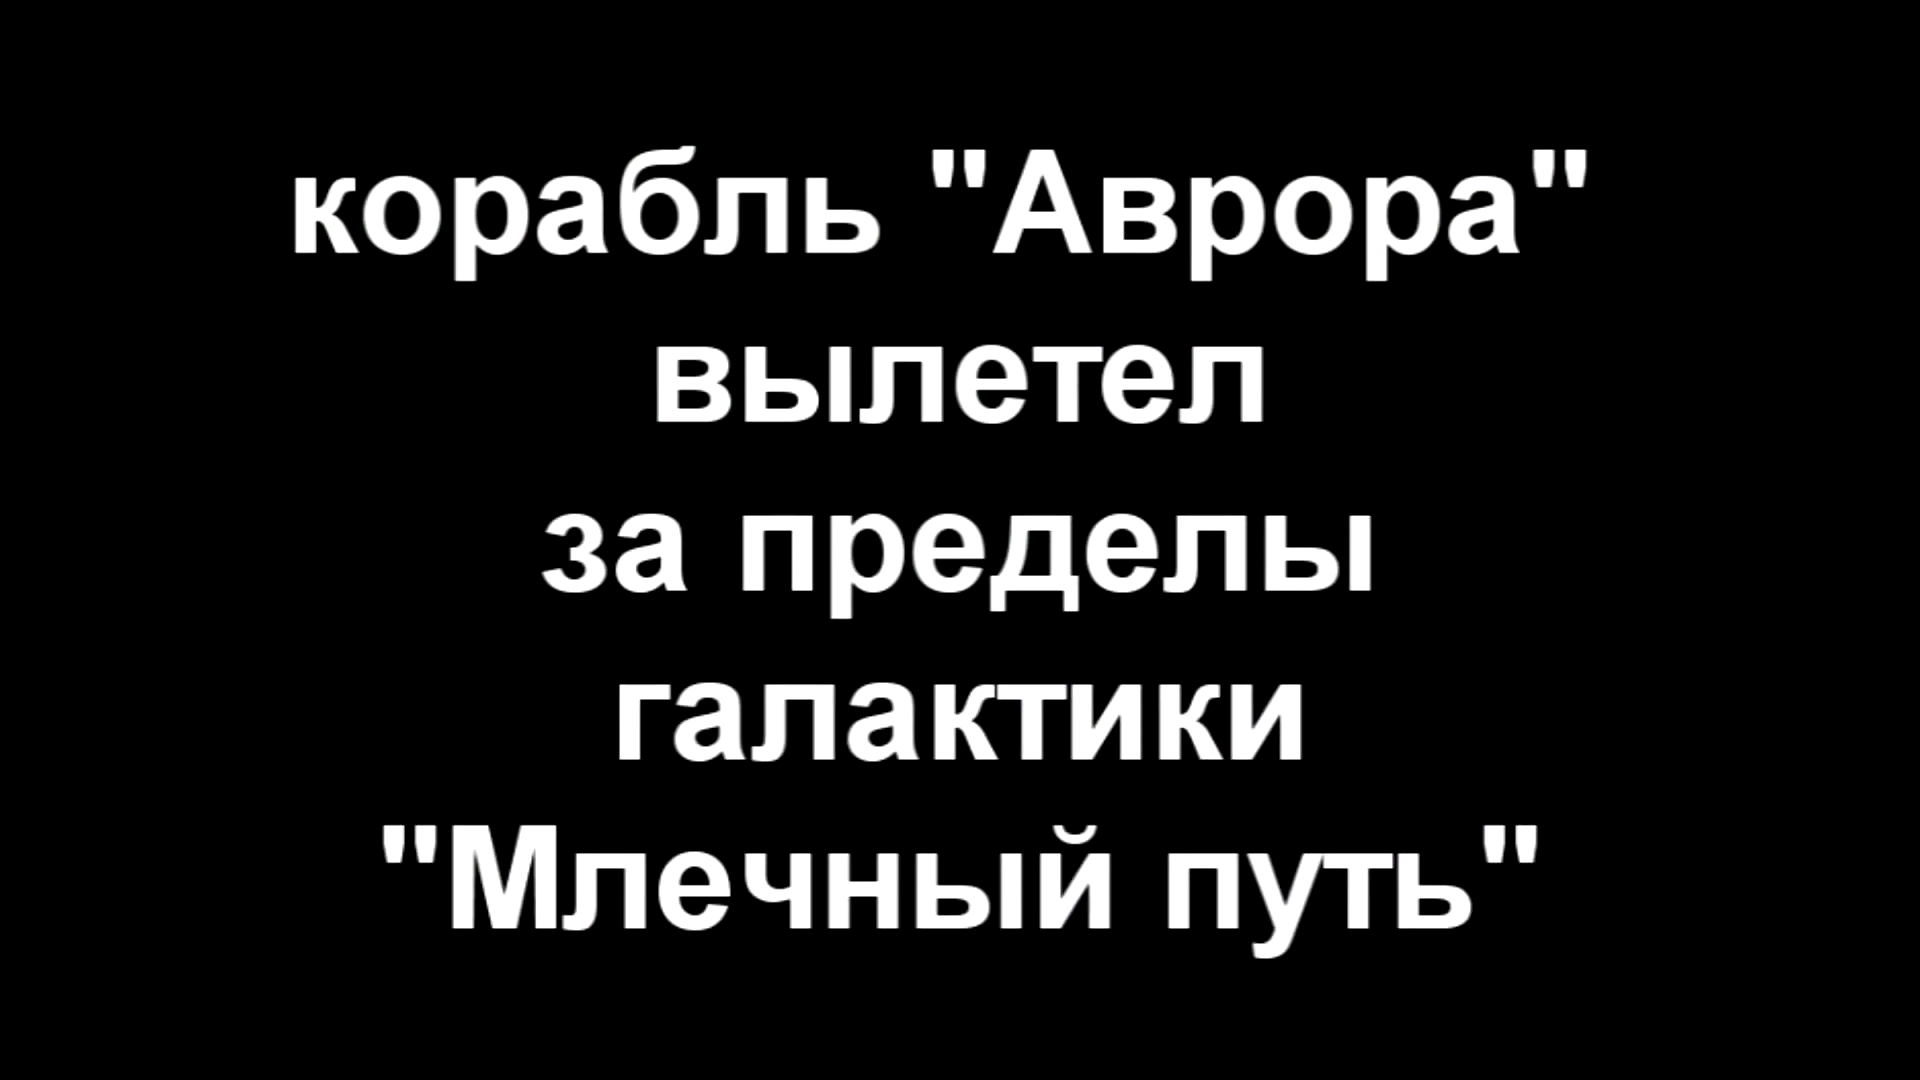 корабль "Аврора"
вылетел
за пределы
галактики
"Млечный путь"